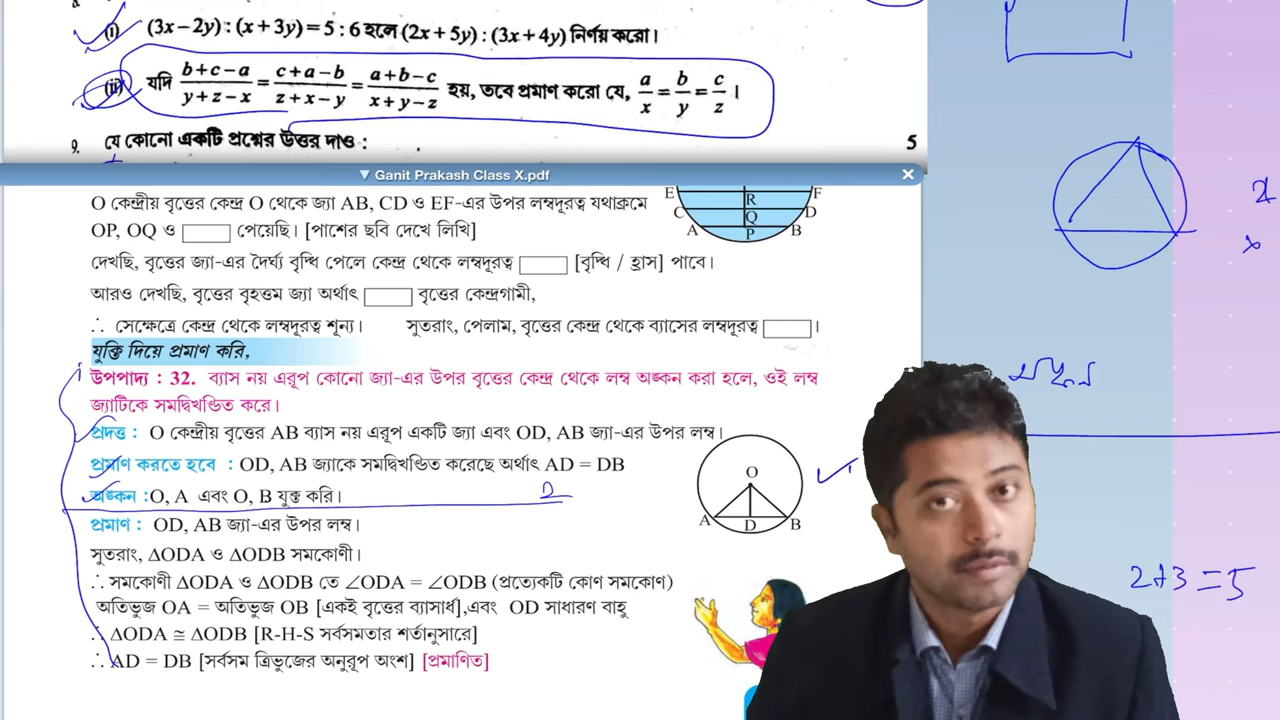 (i) (3x – 2y) : (x + 3y) = 5 : 6 হলে (2x + 5y) : (3x + 4y) নির্ণয় করো।
(ii) যদি b+c–a/y+z–x = c+a–b/z+x–y = a+b–c/x+y–z হয়, তবে প্রমাণ করো যে, a/x = b/y = c/z ।
9. যে কোনো একটি প্রশ্নের উত্তর দাও : 5
▼ Ganit Prakash Class X.pdf
O কেন্দ্রীয় বৃত্তের কেন্দ্র O থেকে জ্যা AB, CD ও EF-এর উপর লম্বদূরত্ব যথাক্রমে
OP, OQ ও পেয়েছি। [পাশের ছবি দেখে লিখি]
E R F
C Q D
A P B
দেখছি, বৃত্তের জ্যা-এর দৈর্ঘ্য বৃদ্ধি পেলে কেন্দ্র থেকে লম্বদূরত্ব [বৃদ্ধি / হ্রাস] পাবে।
আরও দেখছি, বৃত্তের বৃহত্তম জ্যা অর্থাৎ বৃত্তের কেন্দ্রগামী,
∴ সেক্ষেত্রে কেন্দ্র থেকে লম্বদূরত্ব শূন্য। সুতরাং, পেলাম, বৃত্তের কেন্দ্র থেকে ব্যাসের লম্বদূরত্ব ।
যুক্তি দিয়ে প্রমাণ করি,
উপপাদ্য : 32. ব্যাস নয় এরূপ কোনো জ্যা-এর উপর বৃত্তের কেন্দ্র থেকে লম্ব অঙ্কন করা হলে, ওই লম্ব
জ্যাটিকে সমদ্বিখণ্ডিত করে।
প্রদত্ত : O কেন্দ্রীয় বৃত্তের AB ব্যাস নয় এরূপ একটি জ্যা এবং OD, AB জ্যা-এর উপর লম্ব।
প্রমাণ করতে হবে : OD, AB জ্যাকে সমদ্বিখণ্ডিত করেছে অর্থাৎ AD = DB
অঙ্কন : O, A এবং O, B যুক্ত করি।
O
A D B
প্রমাণ : OD, AB জ্যা-এর উপর লম্ব।
সুতরাং, ΔODA ও ΔODB সমকোণী।
∴ সমকোণী ΔODA ও ΔODB তে ∠ODA = ∠ODB (প্রত্যেকটি কোণ সমকোণ)
অতিভুজ OA = অতিভুজ OB [একই বৃত্তের ব্যাসার্ধ],এবং OD সাধারণ বাহু
∴ ΔODA ≅ ΔODB [R-H-S সর্বসমতার শর্তানুসারে]
∴ AD = DB [সর্বসম ত্রিভুজের অনুরূপ অংশ] [প্রমাণিত]
2+3 = 5